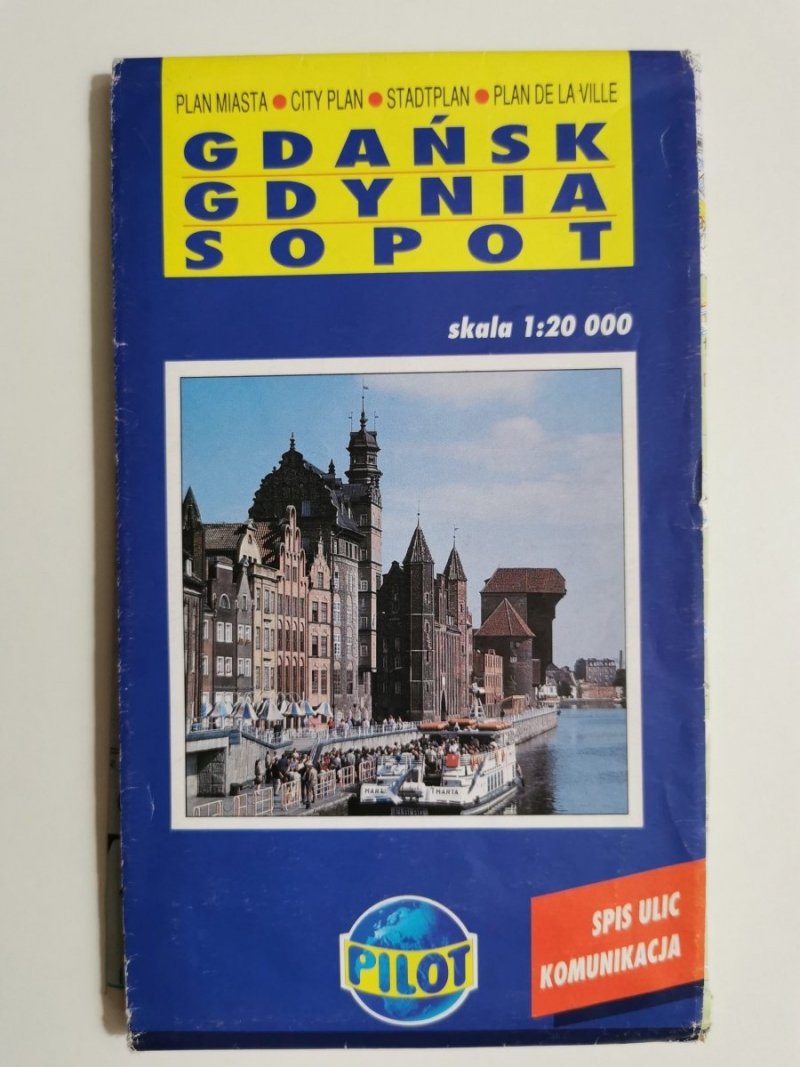 PLAN MIASTA ● CITY PLAN ● STADTPLAN ● PLAN DE LA VILLE
GDAŃSK
GDYNIA
SOPOT
skala 1:20 000
MARTA
SPIS ULIC
KOMUNIKACJA
PILOT